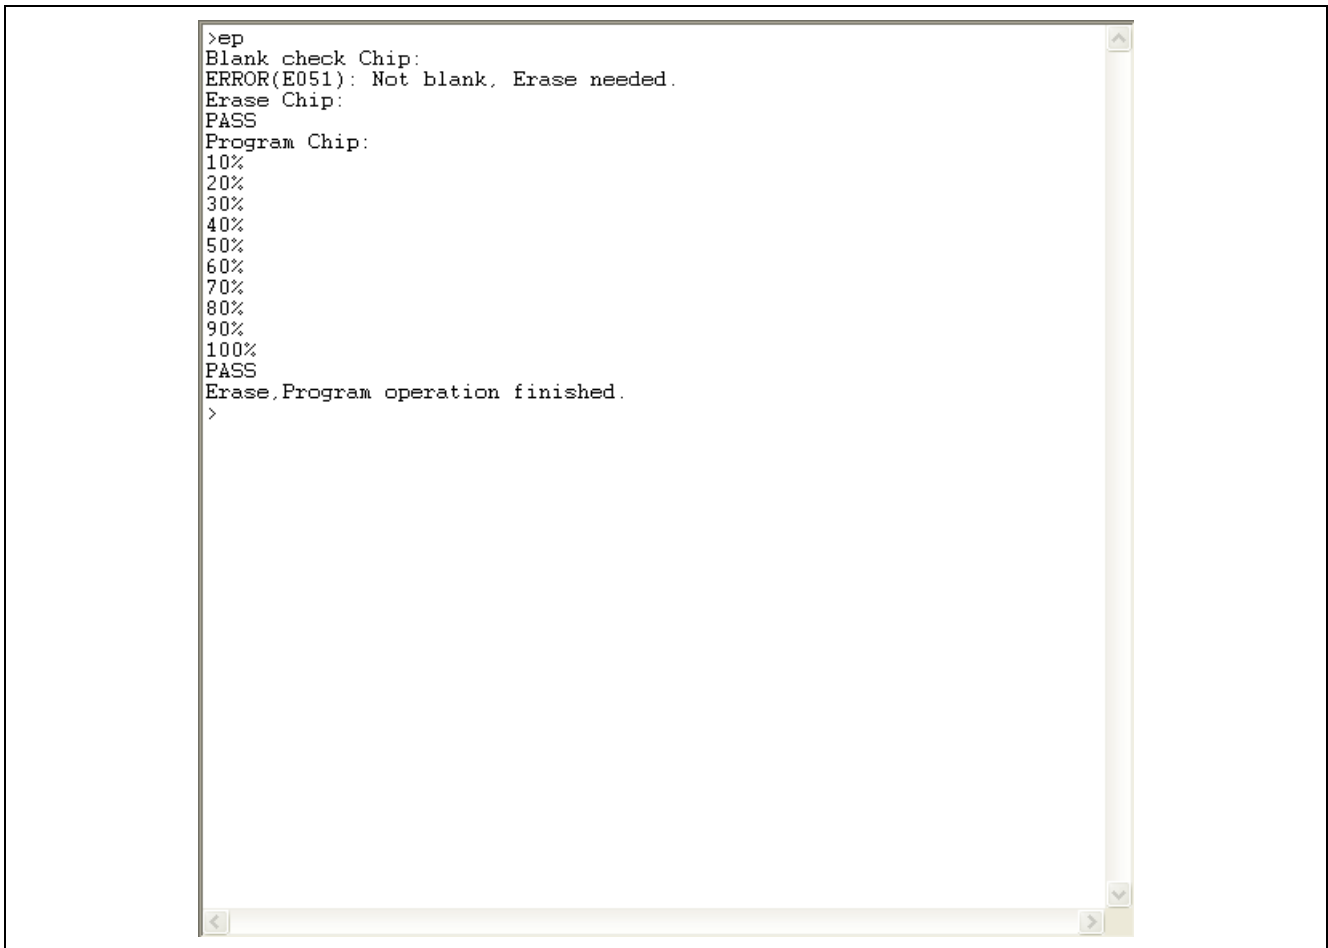 >ep
Blank check Chip:
ERROR(E051): Not blank, Erase needed.
Erase Chip:
PASS
Program Chip:
10%
20%
30%
40%
50%
60%
70%
80%
90%
100%
PASS
Erase,Program operation finished.
>